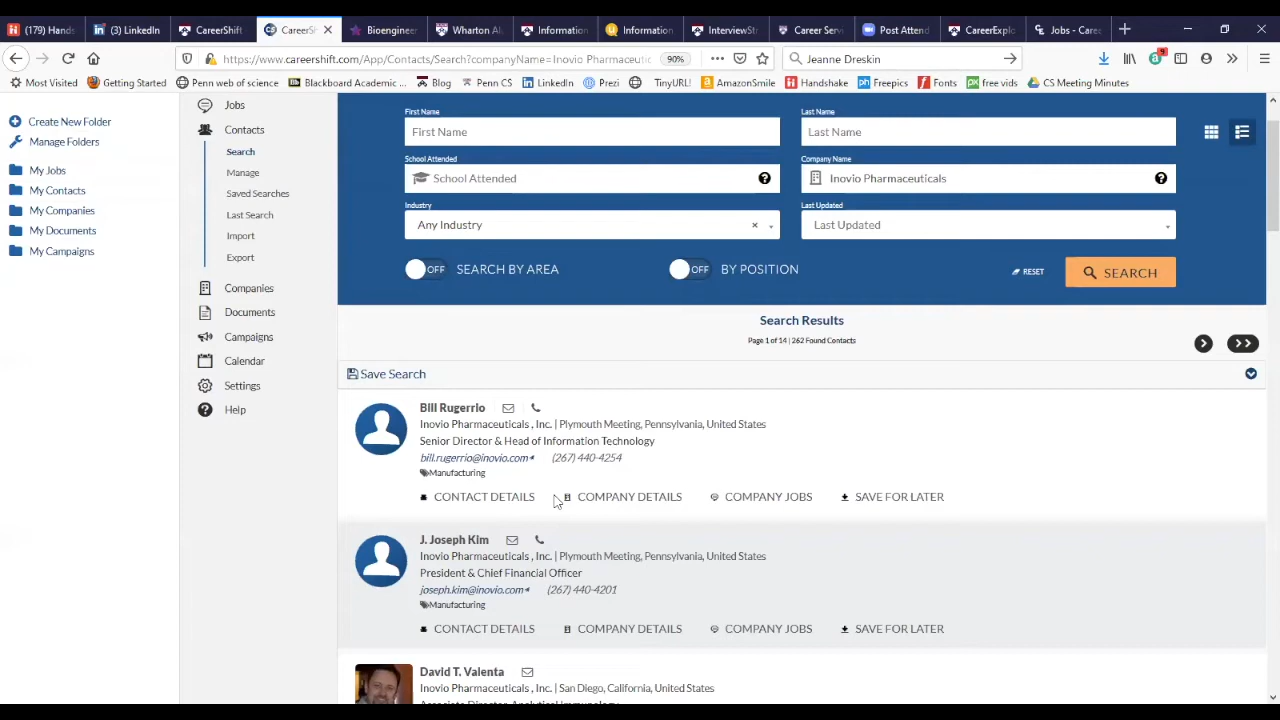 (179) Hands
(3) LinkedIn
CareerShift
CareerSh
Bioengineer
Wharton Al
Information
Information
InterviewStr
Career Serv
Post Attend
CareerExplo
Jobs - Care
https://www.careershift.com/App/Contacts/Search?companyName=Inovio Pharmaceutic
90%
Jeanne Dreskin
9
Most Visited
Getting Started
Penn web of science
Blackboard Academic...
Blog
Penn CS
LinkedIn
Prezi
TinyURL!
AmazonSmile
Handshake
Freepics
Fonts
free vids
CS Meeting Minutes
Create New Folder
Manage Folders
My Jobs
My Contacts
My Companies
My Documents
My Campaigns
Jobs
Contacts
Search
Manage
Saved Searches
Last Search
Import
Export
Companies
Documents
Campaigns
Calendar
Settings
Help
First Name
Last Name
First Name
Last Name
School Attended
Company Name
School Attended
Inovio Pharmaceuticals
Industry
Last Updated
Any Industry
Last Updated
OFF SEARCH BY AREA
OFF BY POSITION
RESET
SEARCH
Search Results
Page 1 of 14 | 262 Found Contacts
Save Search
Bill Rugerrio
Inovio Pharmaceuticals , Inc. | Plymouth Meeting, Pennsylvania, United States
Senior Director & Head of Information Technology
bill.rugerrio@inovio.com (267) 440-4254
Manufacturing
CONTACT DETAILS COMPANY DETAILS COMPANY JOBS SAVE FOR LATER
J. Joseph Kim
Inovio Pharmaceuticals , Inc. | Plymouth Meeting, Pennsylvania, United States
President & Chief Financial Officer
joseph.kim@inovio.com (267) 440-4201
Manufacturing
CONTACT DETAILS COMPANY DETAILS COMPANY JOBS SAVE FOR LATER
David T. Valenta
Inovio Pharmaceuticals , Inc. | San Diego, California, United States
Associate Director, Analytical Immunology